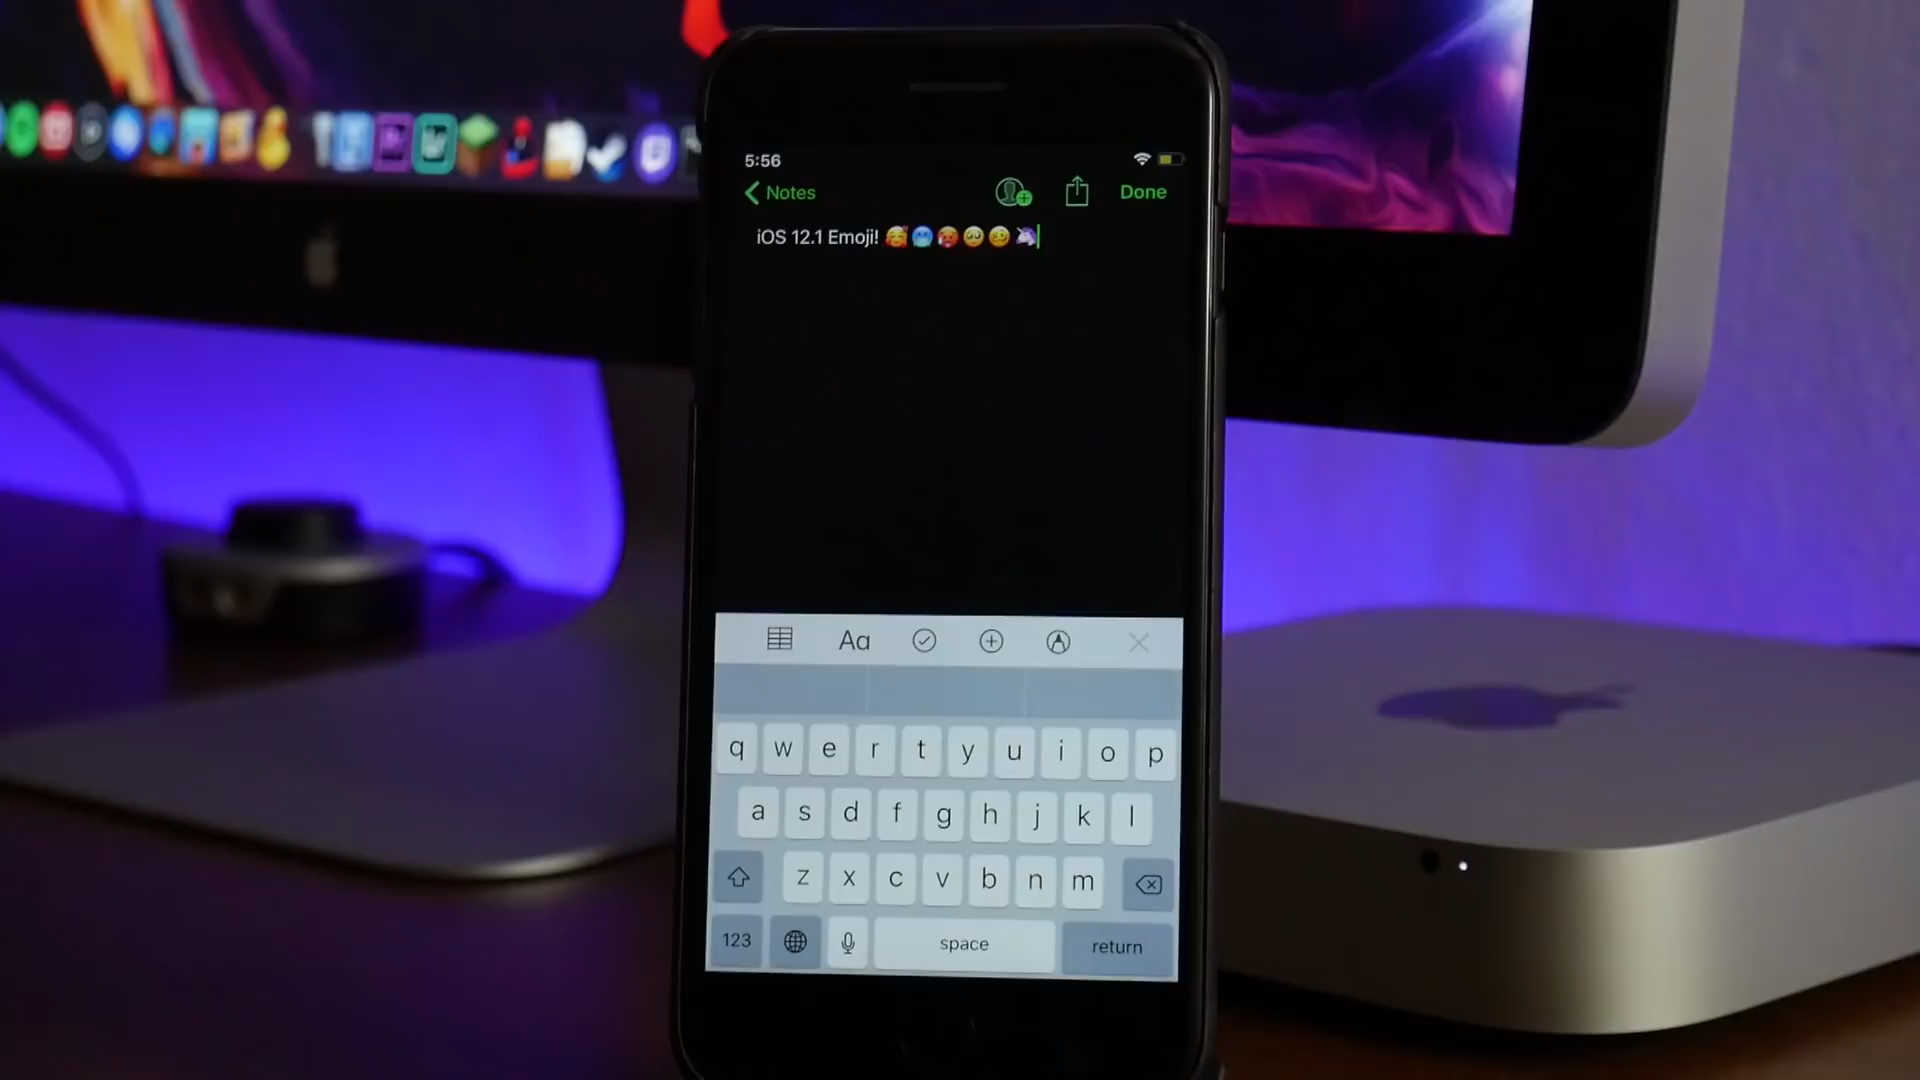 5:56
Notes Done
iOS 12.1 Emoji! 🥰🥶🥵🥺🥴🦄
Aa
q w e r t y u i o p
a s d f g h j k l
z x c v b n m
123 space return